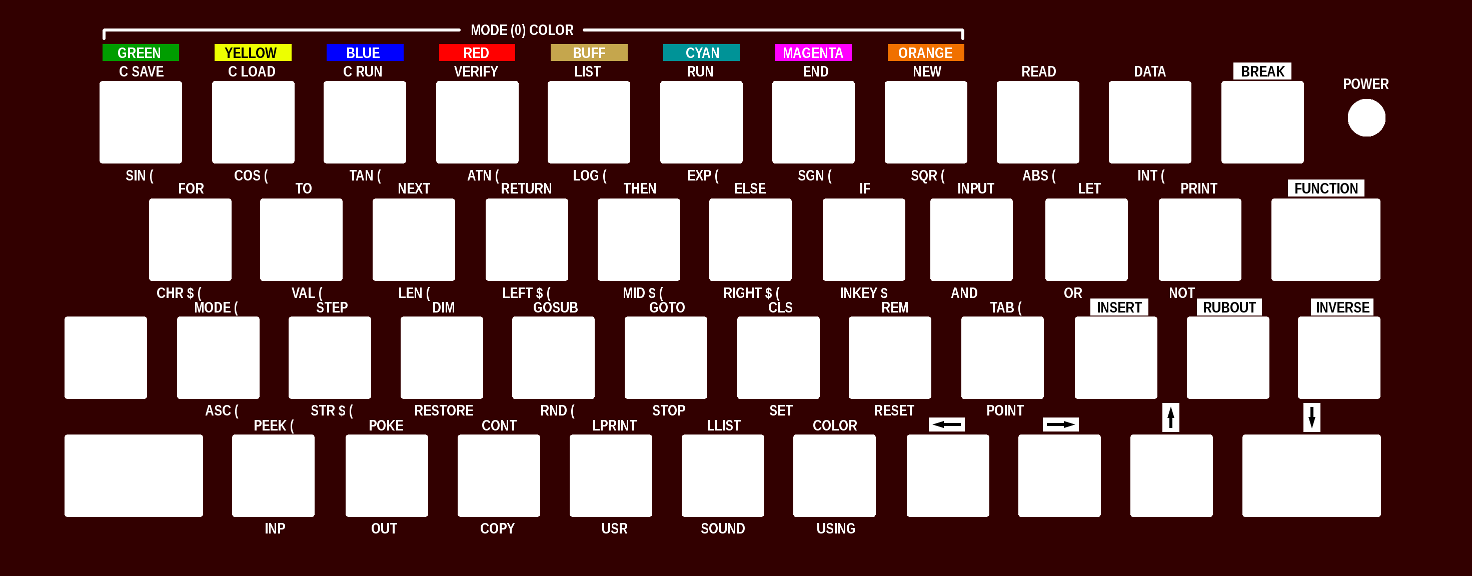 MODE (0) COLOR
GREEN YELLOW BLUE RED BUFF CYAN MAGENTA ORANGE
C SAVE C LOAD C RUN VERIFY LIST RUN END NEW READ DATA BREAK
POWER
SIN ( COS ( TAN ( ATN ( LOG ( EXP ( SGN ( SQR ( ABS ( INT (
FOR TO NEXT RETURN THEN ELSE IF INPUT LET PRINT FUNCTION
CHR $ ( VAL ( LEN ( LEFT $ ( MID S ( RIGHT $ ( INKEY S AND OR NOT
MODE ( STEP DIM GOSUB GOTO CLS REM TAB ( INSERT RUBOUT INVERSE
ASC ( STR S ( RESTORE RND ( STOP SET RESET POINT
PEEK ( POKE CONT LPRINT LLIST COLOR ← → ↑ ↓
INP OUT COPY USR SOUND USING